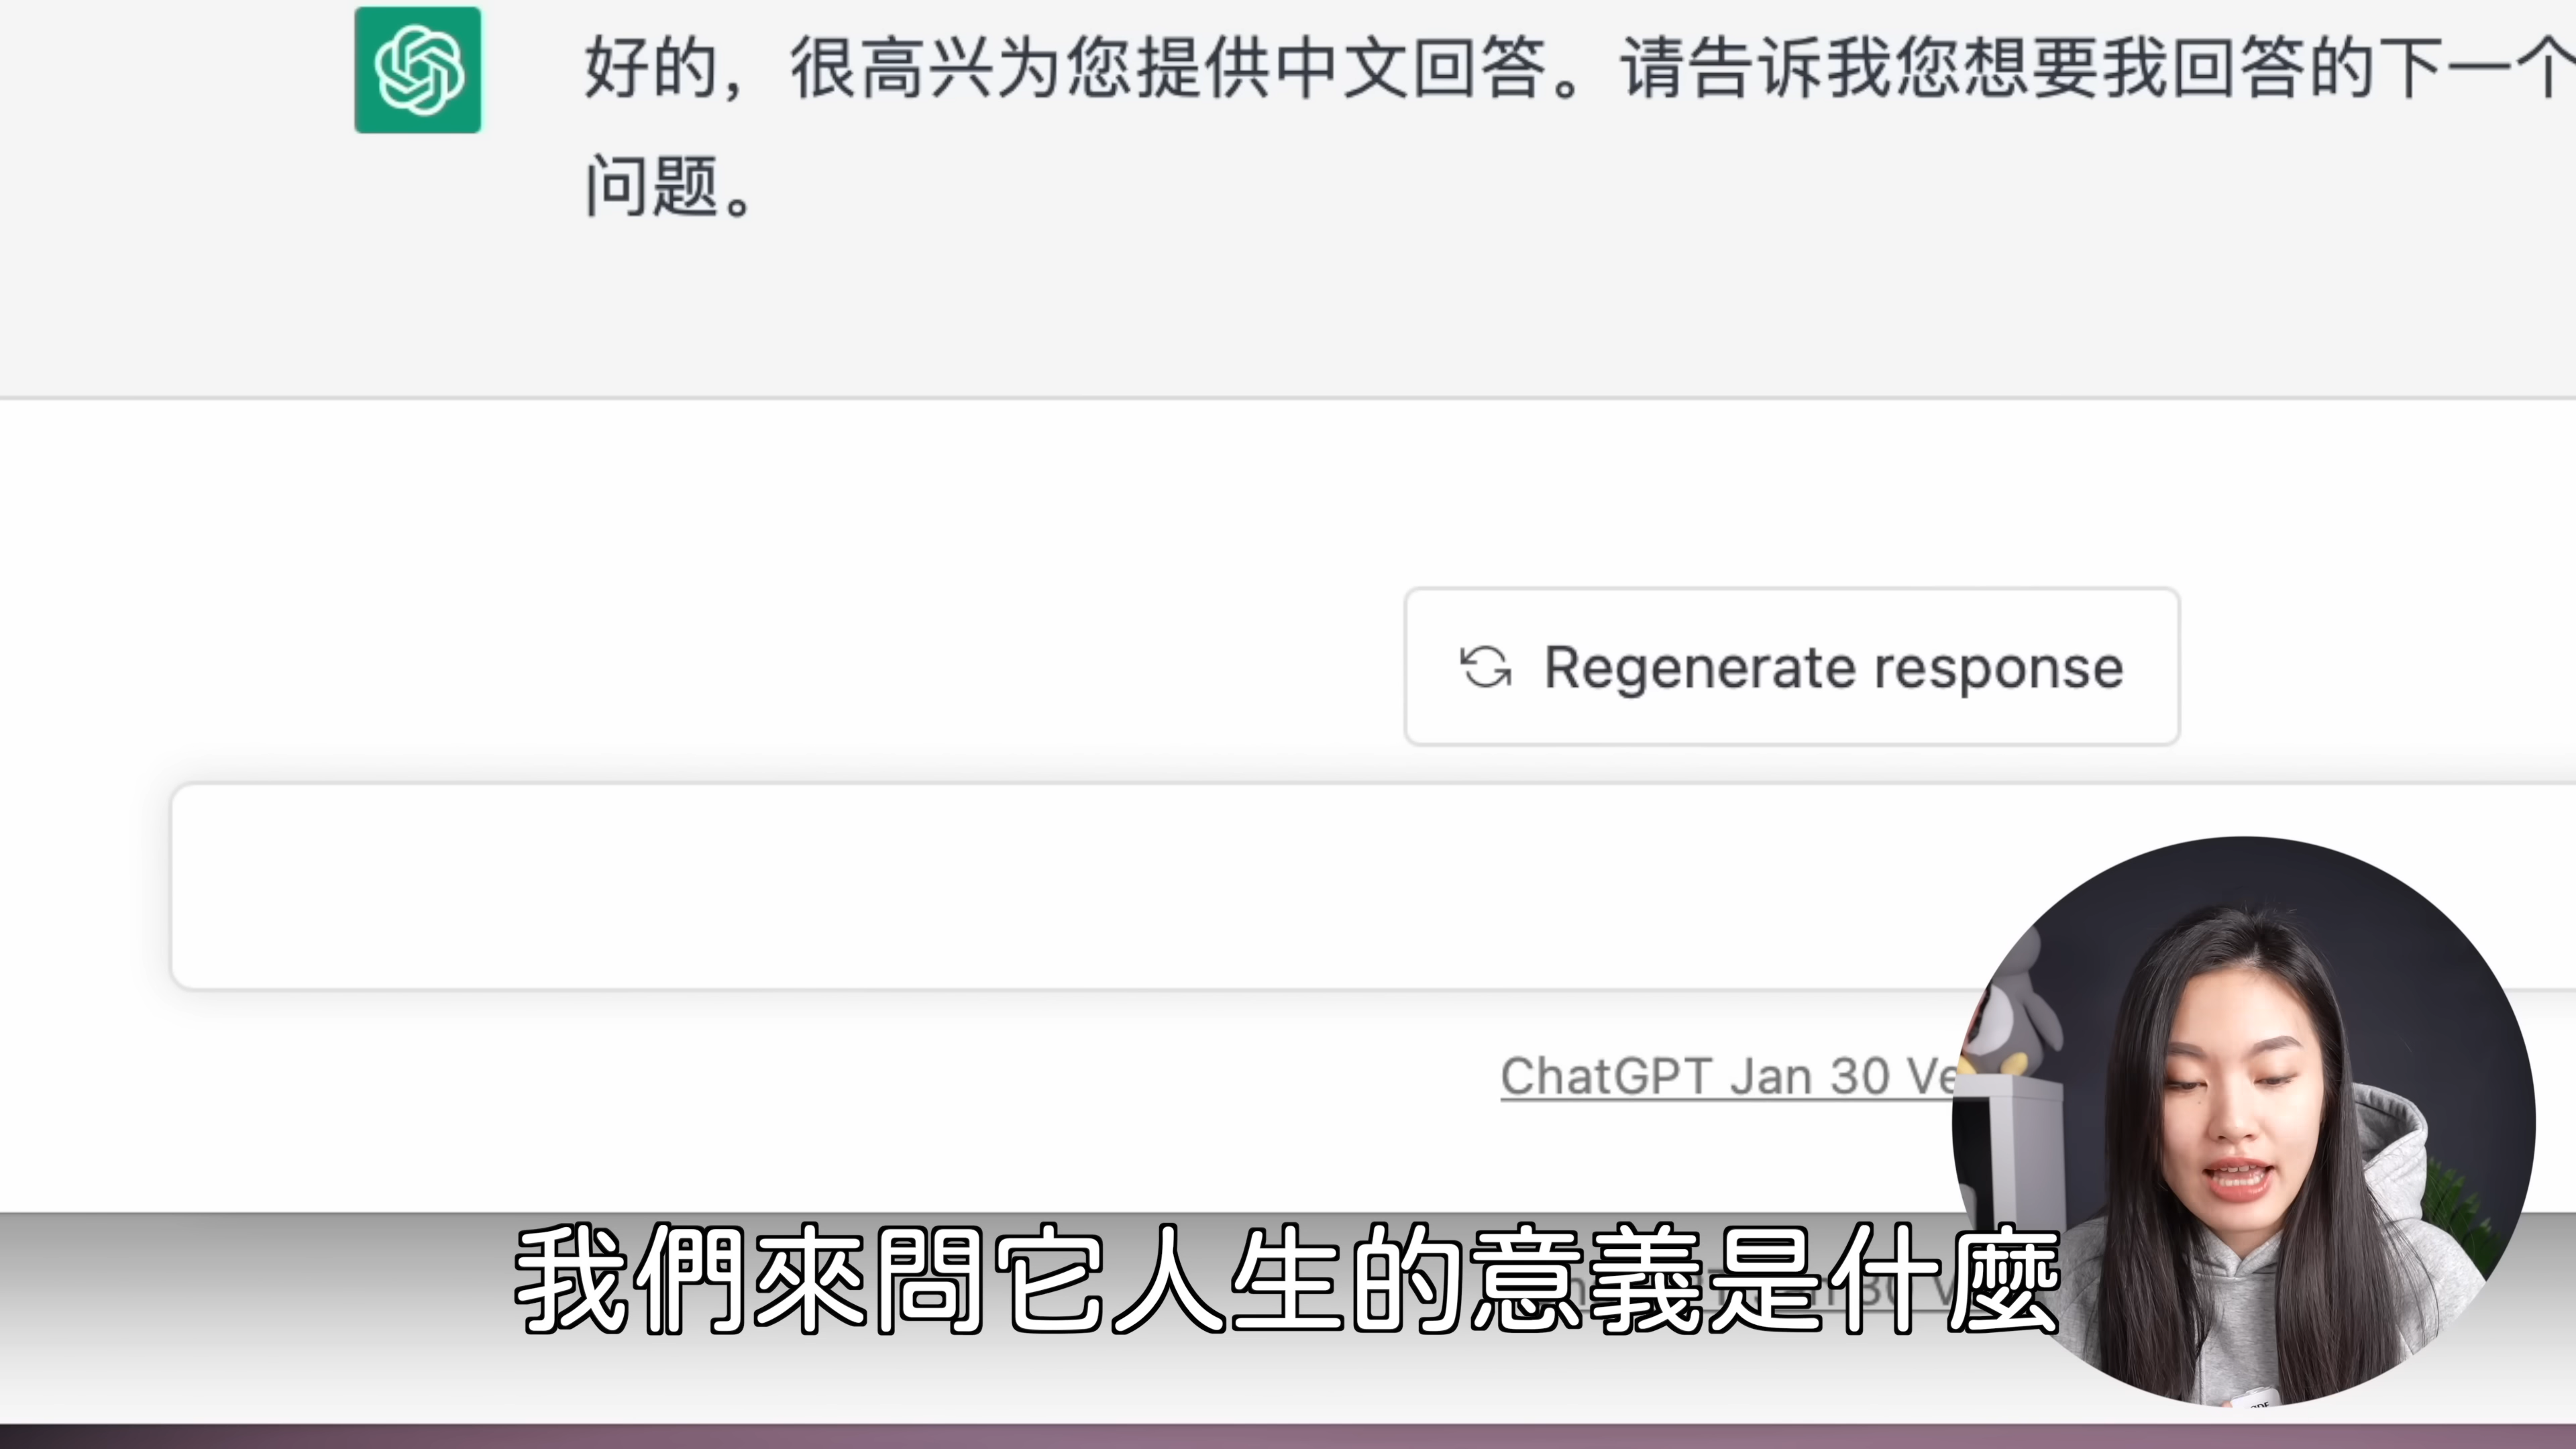 好的，很高兴为您提供中文回答。请告诉我您想要我回答的下一个
问题。
Regenerate response
ChatGPT Jan 30 Ve
我們來問它人生的意義是什麼